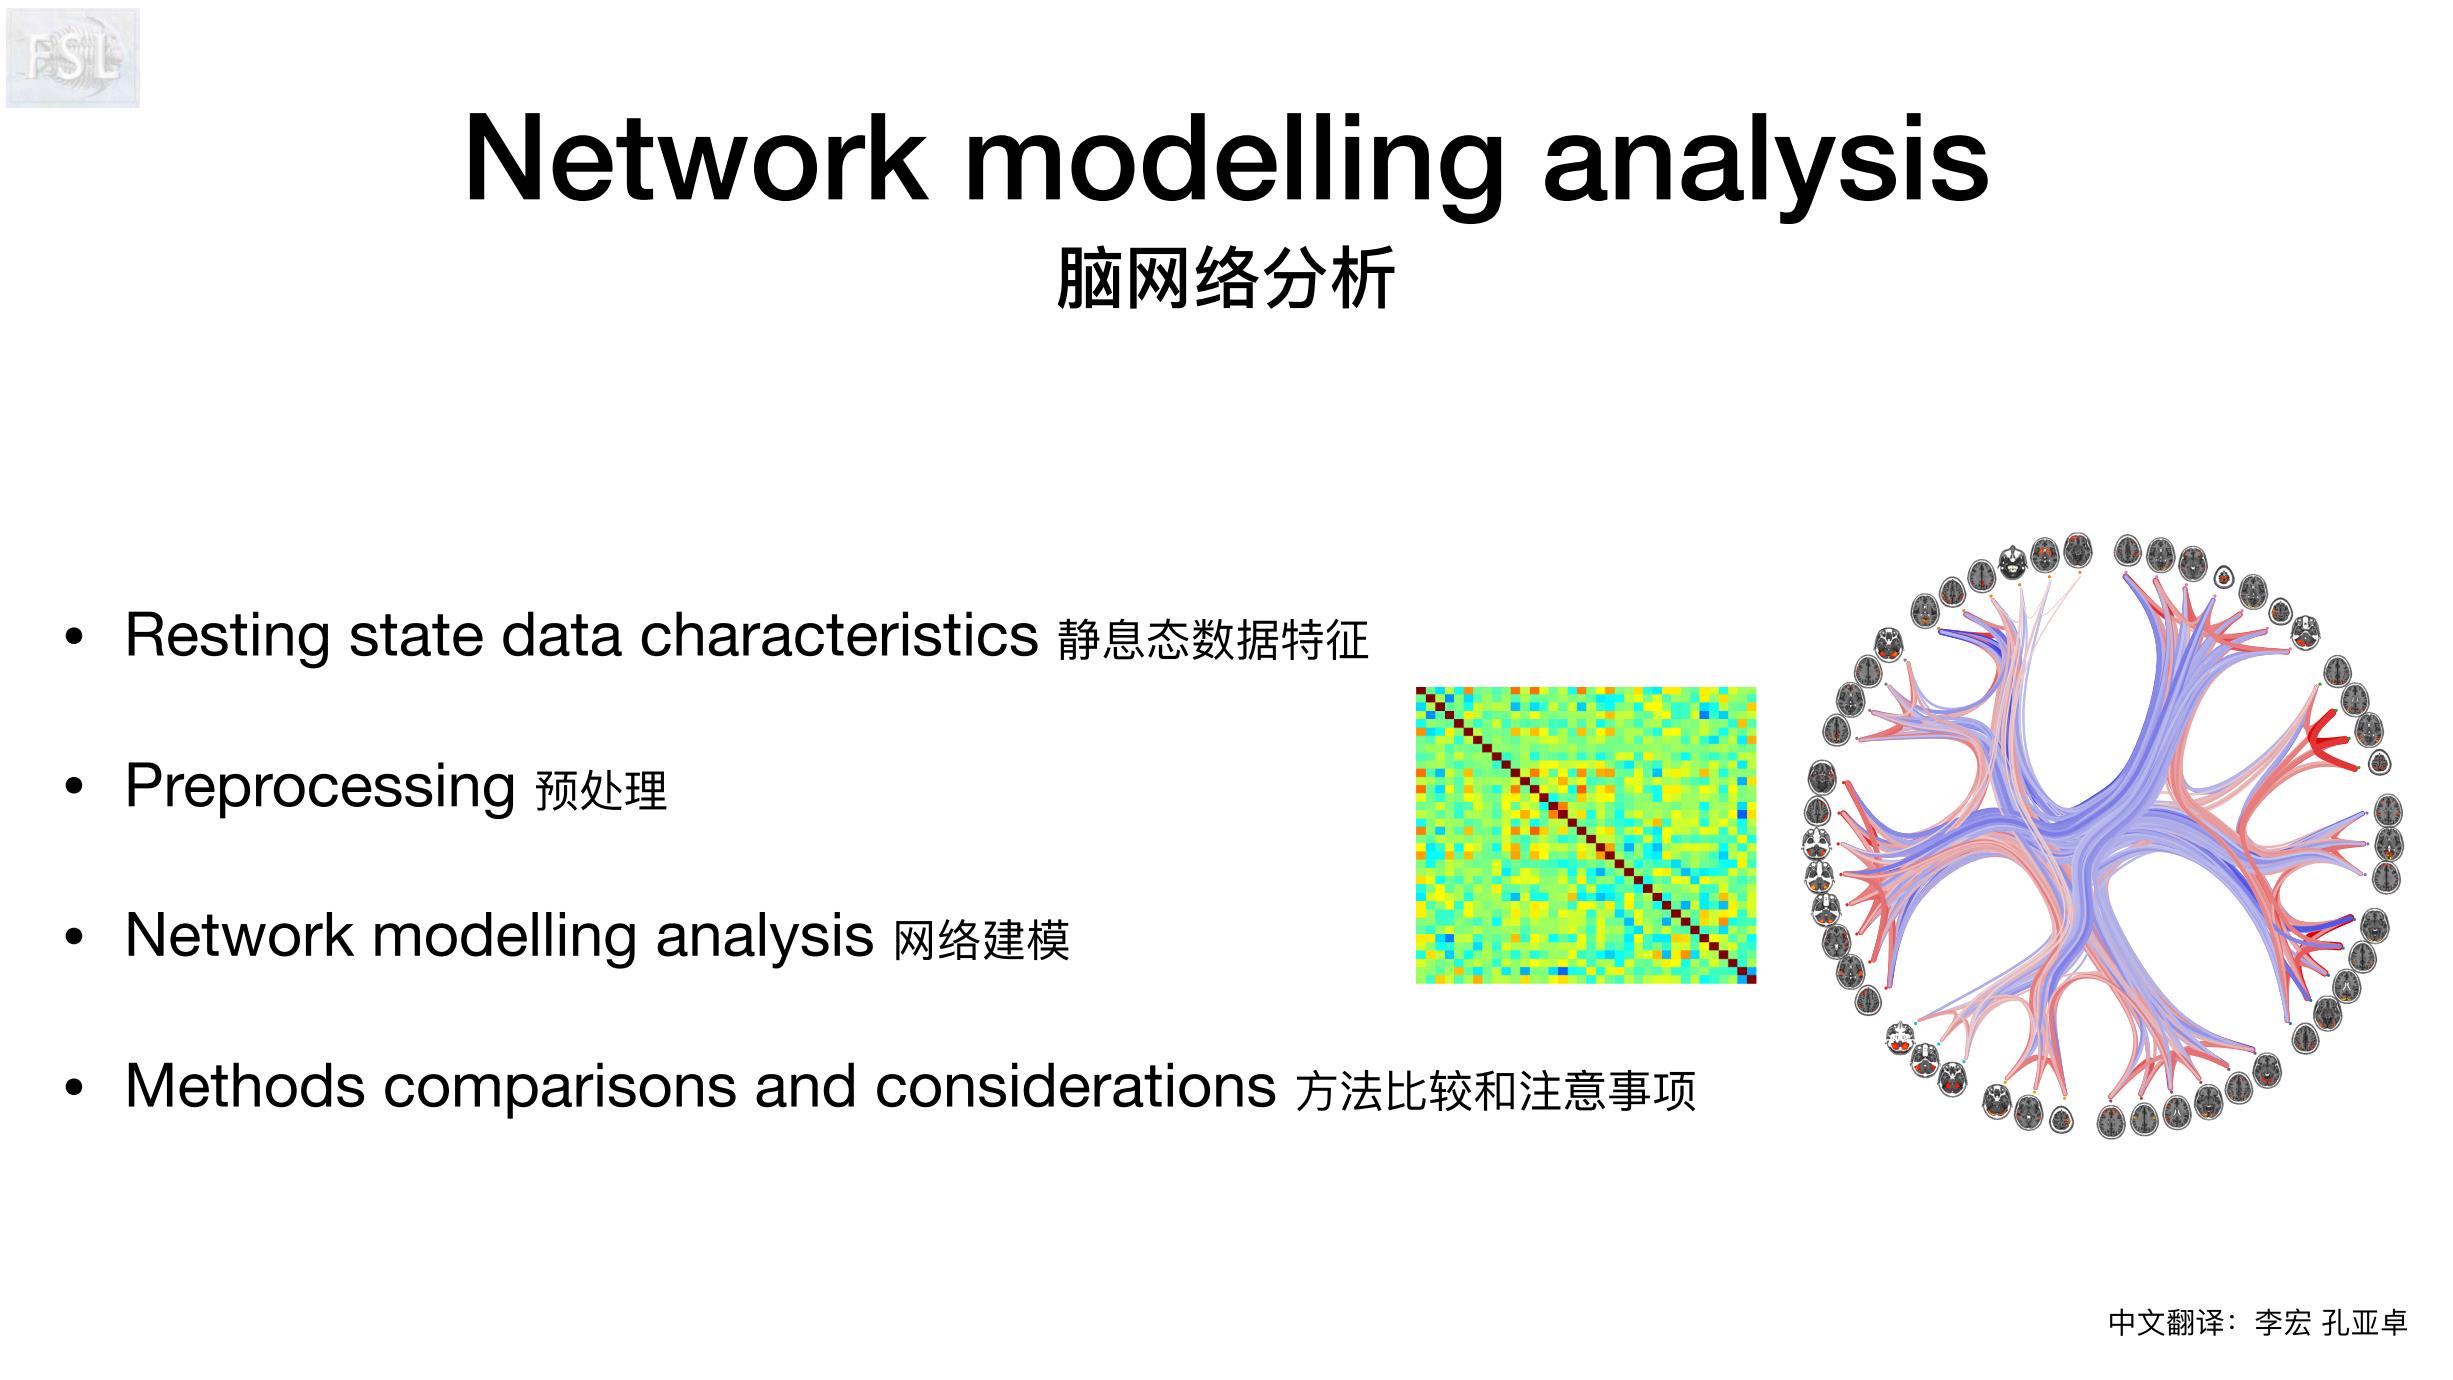 FSL
Network modelling analysis
脑网络分析
• Resting state data characteristics 静息态数据特征
• Preprocessing 预处理
• Network modelling analysis 网络建模
• Methods comparisons and considerations 方法比较和注意事项
中文翻译：李宏 孔亚卓